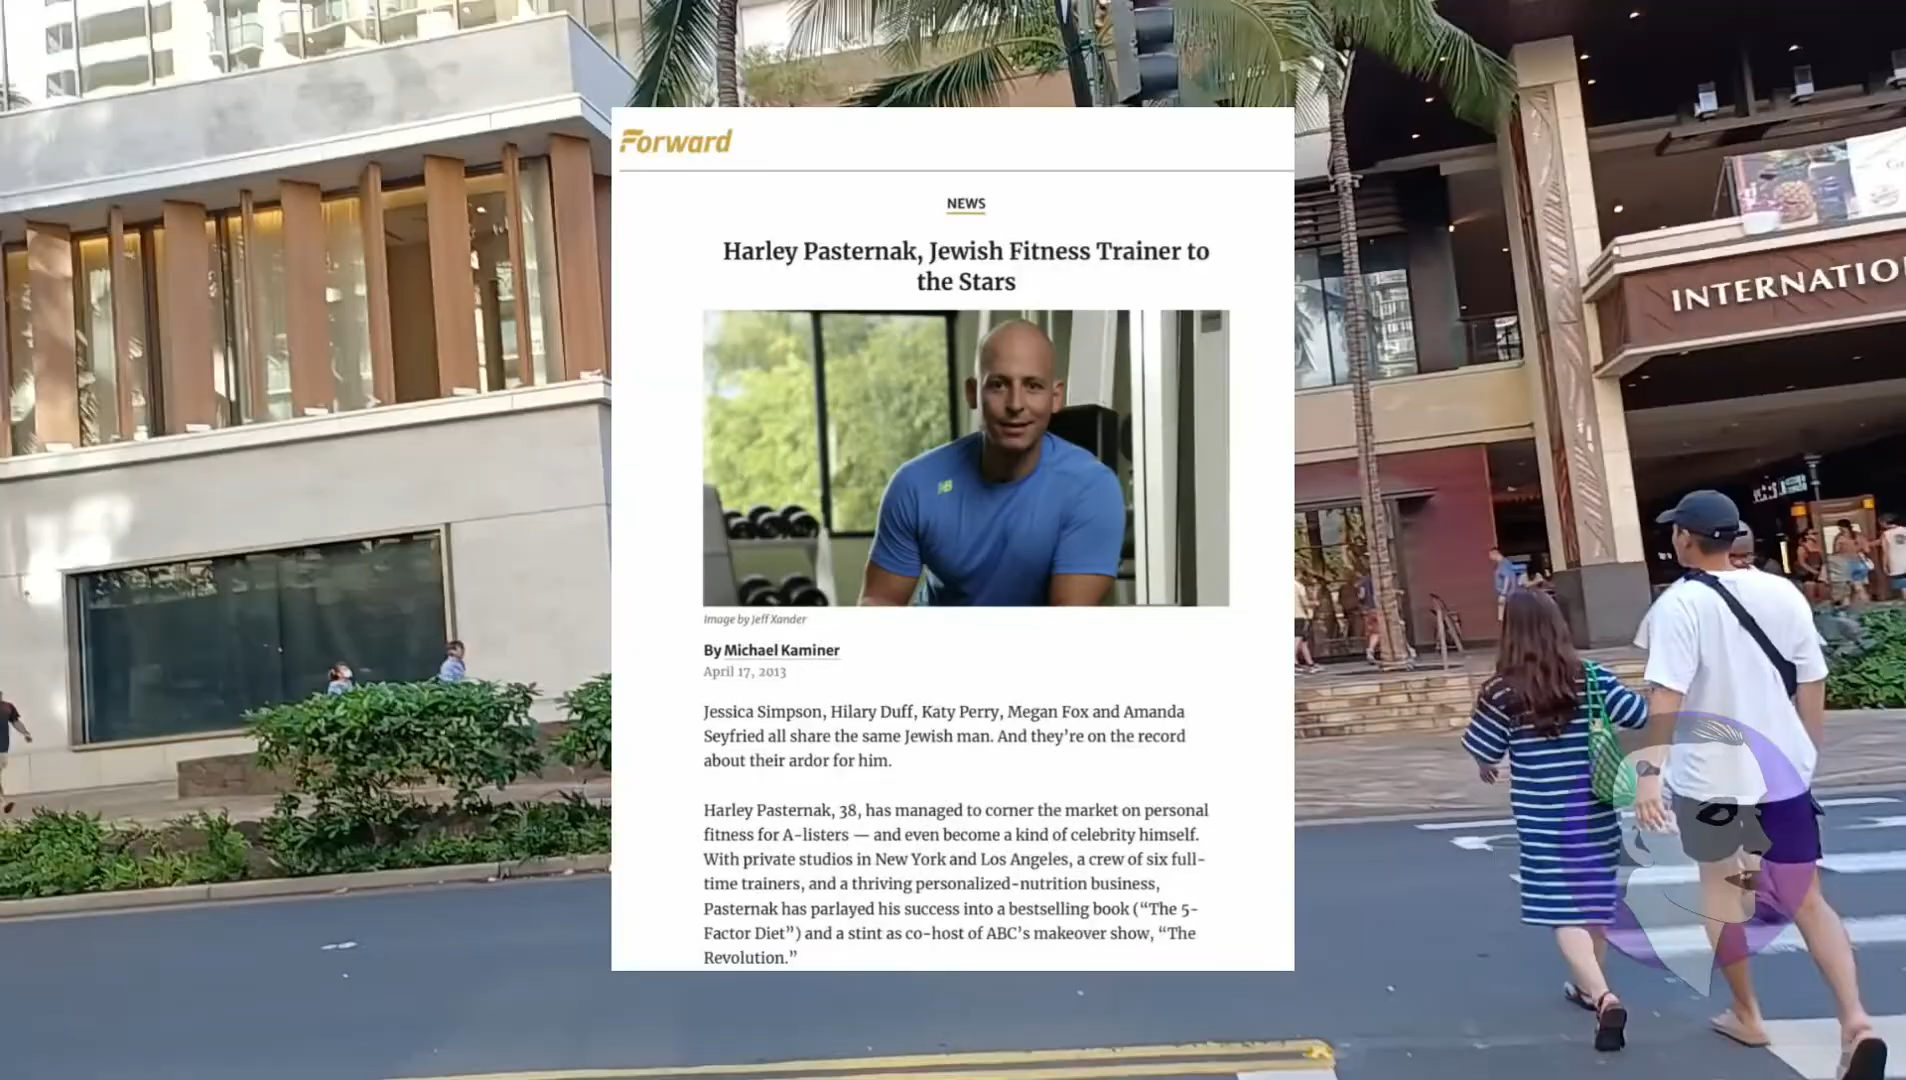 Forward
NEWS
Harley Pasternak, Jewish Fitness Trainer to
the Stars
Image by Jeff Xander
By Michael Kaminer
April 17, 2013
Jessica Simpson, Hilary Duff, Katy Perry, Megan Fox and Amanda
Seyfried all share the same Jewish man. And they’re on the record
about their ardor for him.
Harley Pasternak, 38, has managed to corner the market on personal
fitness for A-listers — and even become a kind of celebrity himself.
With private studios in New York and Los Angeles, a crew of six full-
time trainers, and a thriving personalized-nutrition business,
Pasternak has parlayed his success into a bestselling book (“The 5-
Factor Diet”) and a stint as co-host of ABC’s makeover show, “The
Revolution.”
INTERNATIO